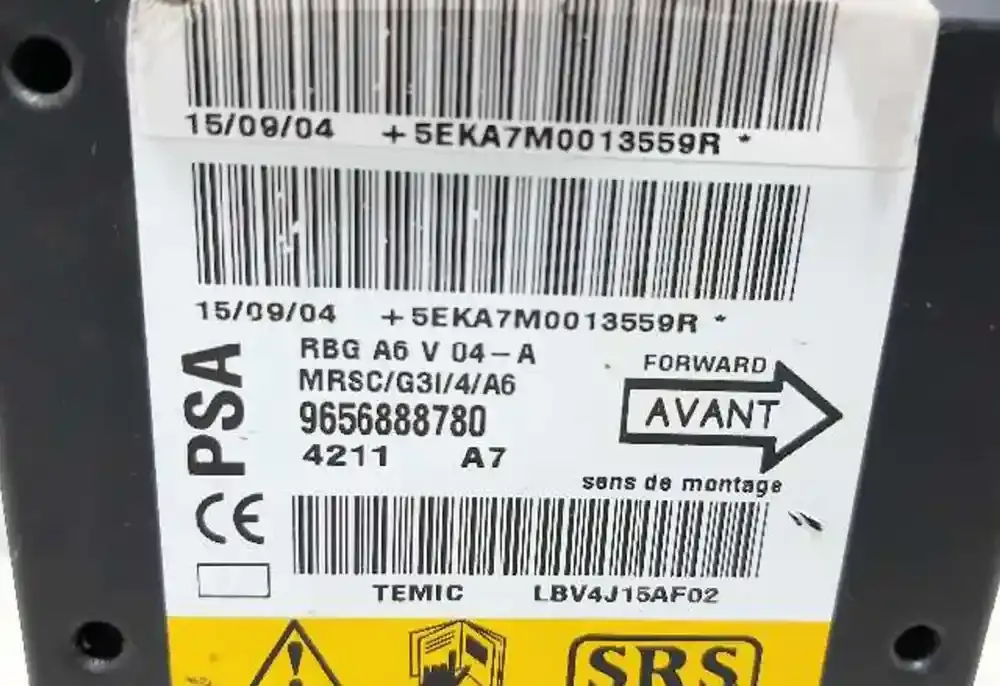 15/09/04 +5EKA7M0013559R *
15/09/04 +5EKA7M0013559R *
PSA
RBG A6 V 04-A
MRSC/G3I/4/A6
9656888780
4211 A7
FORWARD
AVANT
sens de montage
CE
TEMIC LBV4J15AF02
!
SRS